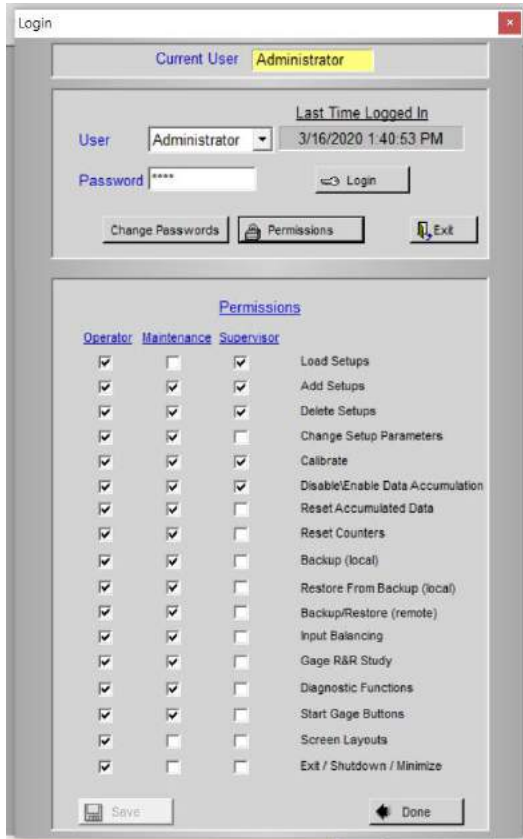 Login
Current User Administrator
Last Time Logged In
User Administrator 3/16/2020 1:40:53 PM
Password **** Login
Change Passwords Permissions Exit
Permissions
Operator Maintenance Supervisor
Load Setups
Add Setups
Delete Setups
Change Setup Parameters
Calibrate
Disable\Enable Data Accumulation
Reset Accumulated Data
Reset Counters
Backup (local)
Restore From Backup (local)
Backup/Restore (remote)
Input Balancing
Gage R&R Study
Diagnostic Functions
Start Gage Buttons
Screen Layouts
Exit / Shutdown / Minimize
Save Done